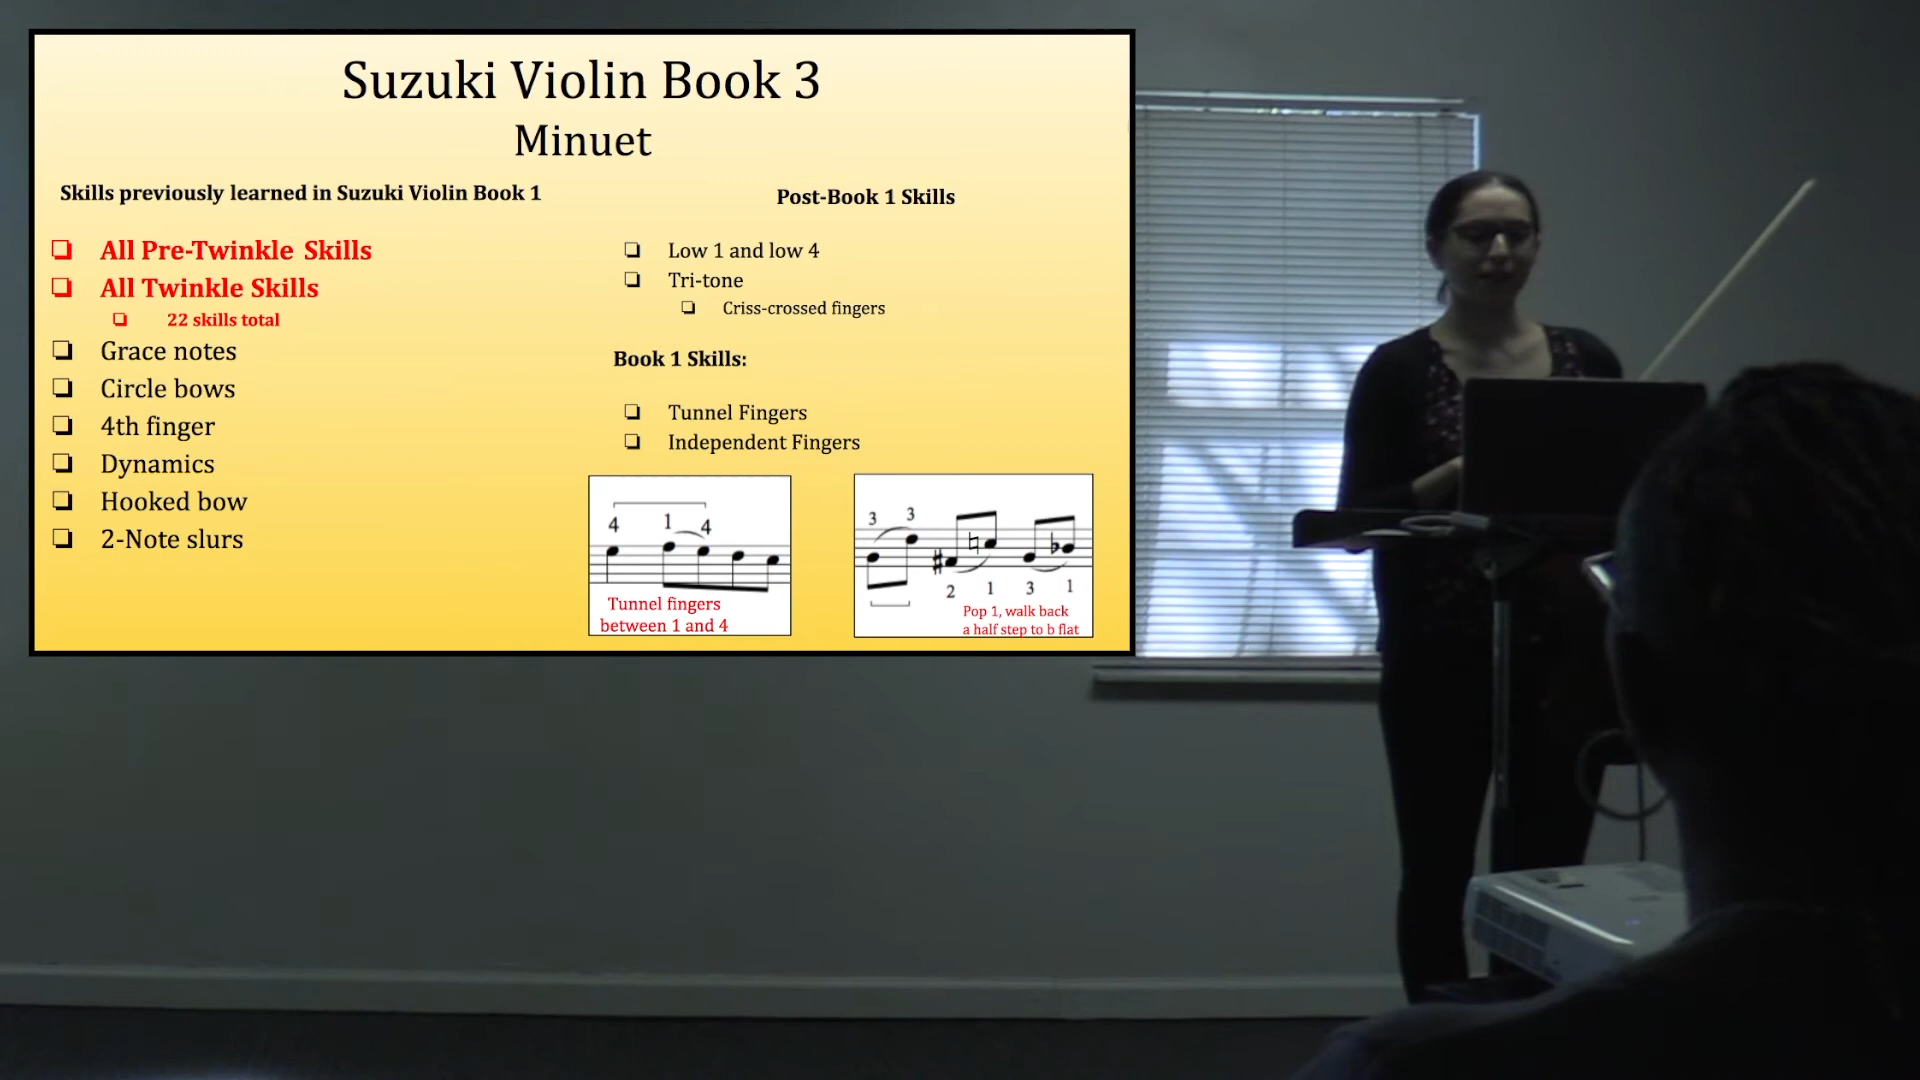 Suzuki Violin Book 3
Minuet
Skills previously learned in Suzuki Violin Book 1
❏ All Pre-Twinkle Skills
❏ All Twinkle Skills
❏ 22 skills total
❏ Grace notes
❏ Circle bows
❏ 4th finger
❏ Dynamics
❏ Hooked bow
❏ 2-Note slurs
Post-Book 1 Skills
❏ Low 1 and low 4
❏ Tri-tone
❏ Criss-crossed fingers
Book 1 Skills:
❏ Tunnel Fingers
❏ Independent Fingers
4 1 4
Tunnel fingers
between 1 and 4
3 3
2 1 3 1
Pop 1, walk back
a half step to b flat